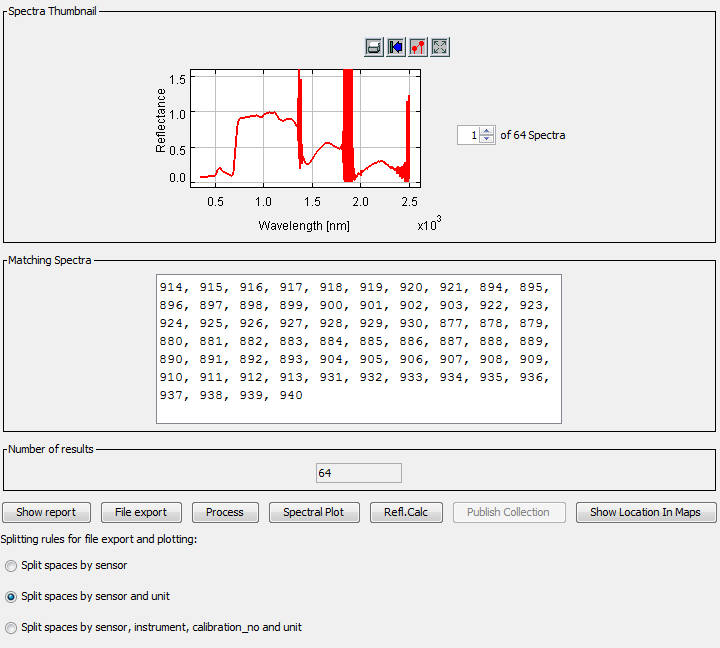 Spectra Thumbnail
1.5
1.0
0.5
0.0
Reflectance
0.5 1.0 1.5 2.0 2.5
Wavelength [nm] x10³
1 of 64 Spectra
Matching Spectra
914, 915, 916, 917, 918, 919, 920, 921, 894, 895,
896, 897, 898, 899, 900, 901, 902, 903, 922, 923,
924, 925, 926, 927, 928, 929, 930, 877, 878, 879,
880, 881, 882, 883, 884, 885, 886, 887, 888, 889,
890, 891, 892, 893, 904, 905, 906, 907, 908, 909,
910, 911, 912, 913, 931, 932, 933, 934, 935, 936,
937, 938, 939, 940
Number of results
64
Show report File export Process Spectral Plot Refl.Calc Publish Collection Show Location In Maps
Splitting rules for file export and plotting:
Split spaces by sensor
Split spaces by sensor and unit
Split spaces by sensor, instrument, calibration_no and unit